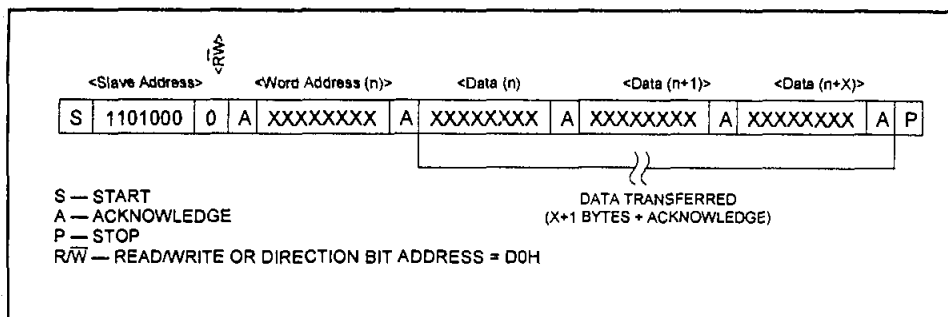 <RW̅>
<Slave Address> <Word Address (n)> <Data (n)> <Data (n+1)> <Data (n+X)>
S 1101000 0 A XXXXXXXX A XXXXXXXX A XXXXXXXX A XXXXXXXX A P
S — START
A — ACKNOWLEDGE
P — STOP
R/W̅ — READ/WRITE OR DIRECTION BIT ADDRESS = D0H
DATA TRANSFERRED
(X+1 BYTES + ACKNOWLEDGE)